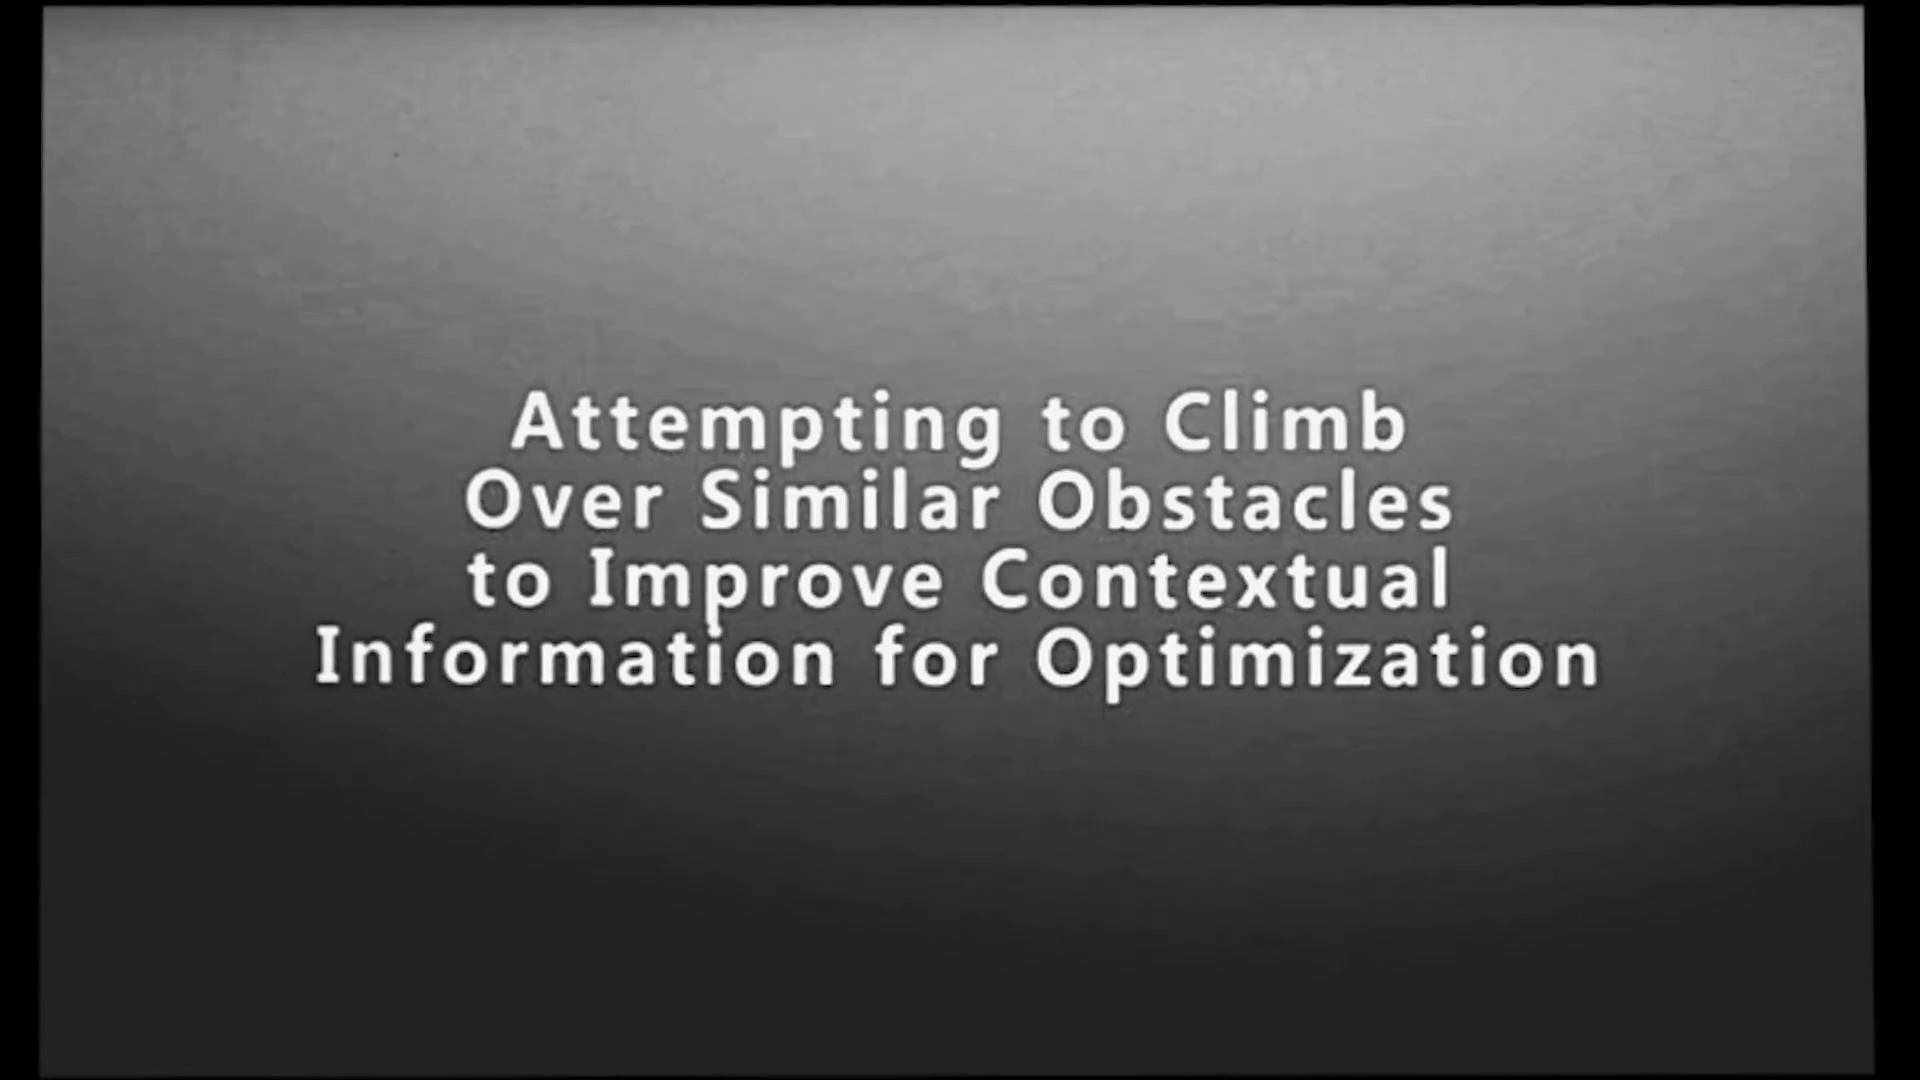 Attempting to Climb
Over Similar Obstacles
to Improve Contextual
Information for Optimization